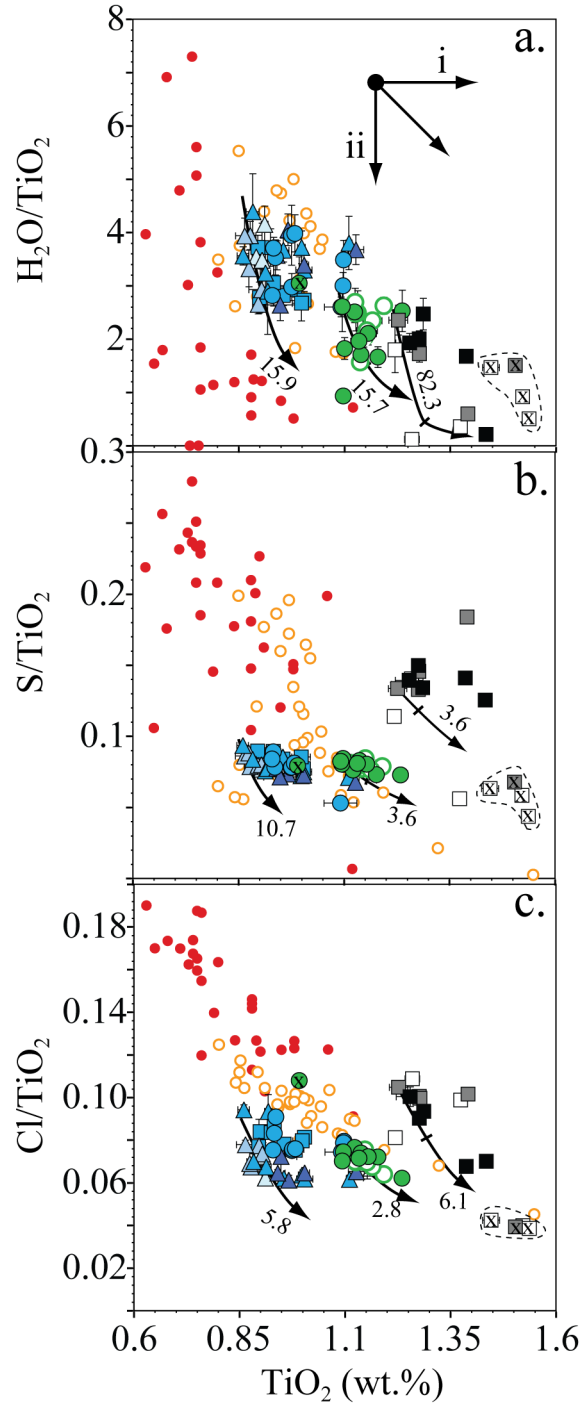 8
a.
i
6
ii
H₂O/TiO₂
4
X
2
X
X
X
X
15.9
15.7
82.3
0.3
b.
0.2
S/TiO₂
3.6
0.1
X
X
X
X
X
10.7
3.6
c.
0.18
0.14
Cl/TiO₂
X
0.10
0.06
5.8
2.8
6.1
X
X
X
0.02
0.6
0.85
1.1
1.35
1.6
TiO₂ (wt.%)